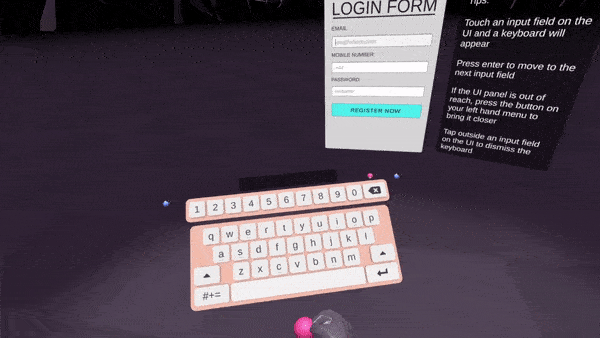 LOGIN FORM
EMAIL
MOBILE NUMBER
PASSWORD
REGISTER NOW
Tips:
Touch an input field on the
UI and a keyboard will
appear
Press enter to move to the
next input field
If the UI panel is out of
reach, press the button on
your left hand menu to
bring it closer
Tap outside an input field
on the UI to dismiss the
keyboard
1 2 3 4 5 6 7 8 9 0
q w e r t y u i o p
a s d f g h j k l
z x c v b n m
#+=